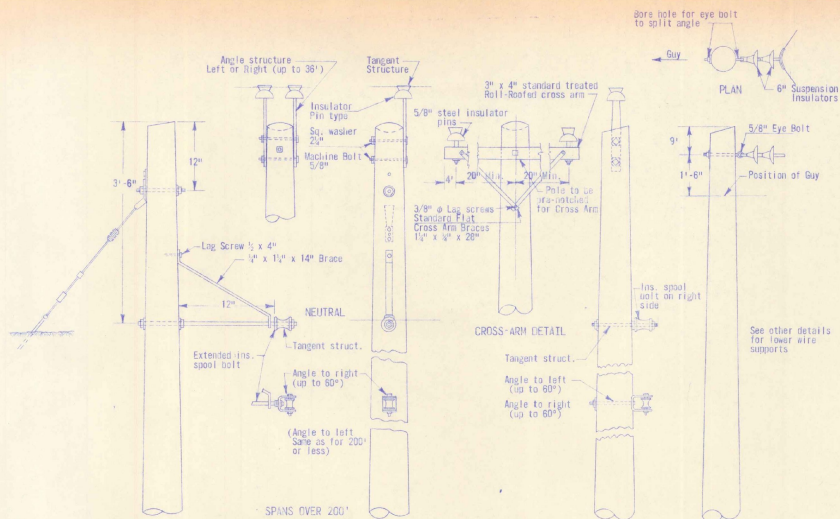 Bore hole for eye bolt
to split angle
Guy
6" Suspension
Insulators
PLAN
Angle structure
Left or Right (up to 36')
Tangent
Structure
Insulator
Pin type
Sq. washer
2¼"
Machine Bolt
5/8"
3" x 4" standard treated
Roll-Roofed cross arm
5/8" steel insulator
pins
4"
20" Min.
20" Min.
Pole to be
pre-notched
for Cross Arm
3/8" φ Lag screws
Standard Flat
Cross Arm Braces
CROSS-ARM DETAIL
5/8" Eye Bolt
9'
1'-6"
Position of Guy
12"
3'-6"
Lag Screw ½ x 4"
¼" x 1¼" x 14" Brace
12"
NEUTRAL
Tangent struct.
Extended ins.
spool bolt
Angle to right
(up to 60°)
(Angle to left
Same as for 200'
or less)
Ins. spool
bolt on right
side
Tangent struct.
Angle to left
(up to 60°)
Angle to right
(up to 60°)
See other details
for lower wire
supports
SPANS OVER 200'